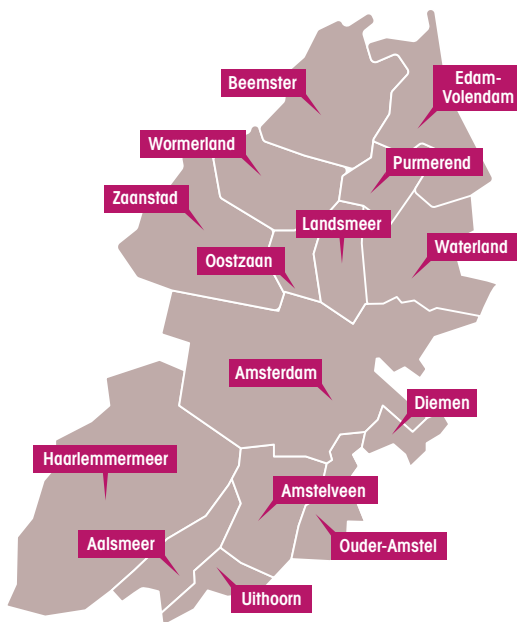 Edam-
Volendam
Beemster
Wormerland
Purmerend
Zaanstad
Landsmeer
Waterland
Oostzaan
Amsterdam
Diemen
Haarlemmermeer
Amstelveen
Aalsmeer
Ouder-Amstel
Uithoorn